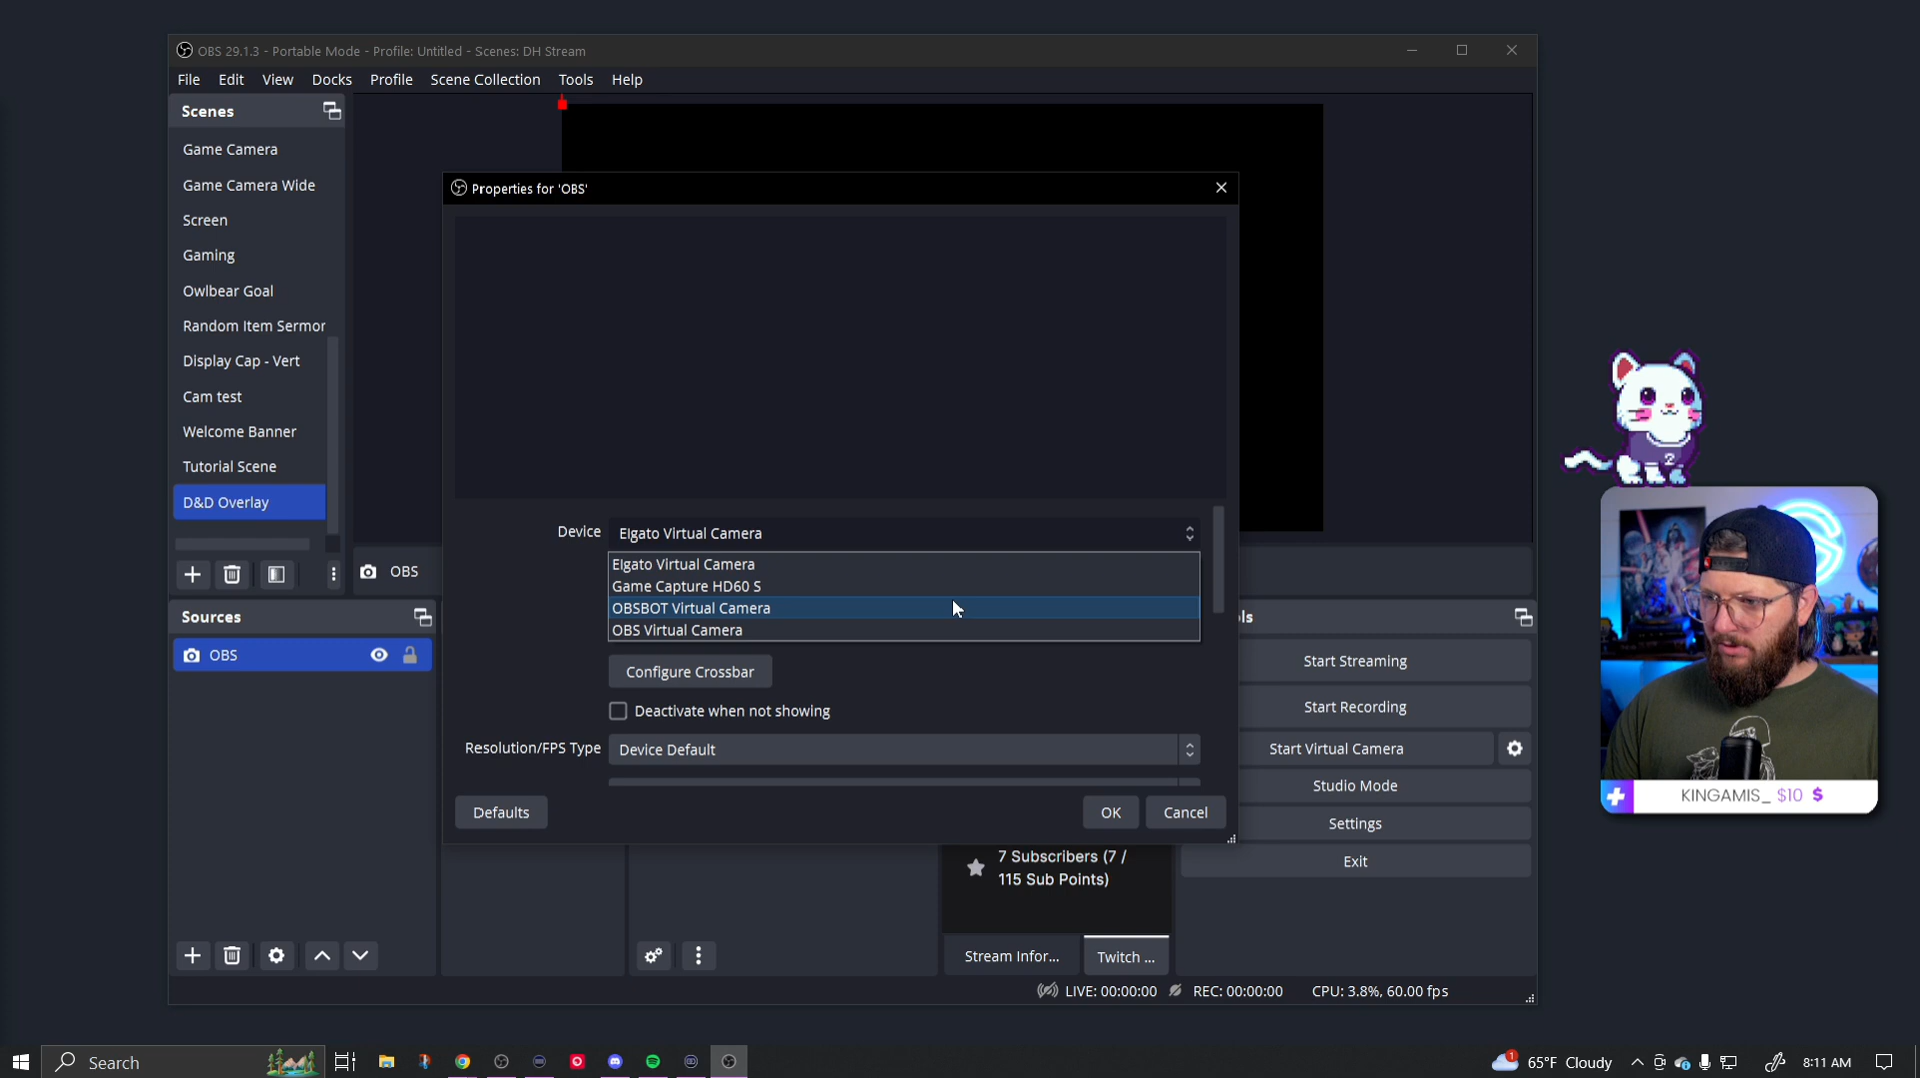 OBS 29.1.3 - Portable Mode - Profile: Untitled - Scenes: DH Stream
File Edit View Docks Profile Scene Collection Tools Help
Scenes
Game Camera
Game Camera Wide
Screen
Gaming
Owlbear Goal
Random Item Sermor
Display Cap - Vert
Cam test
Welcome Banner
Tutorial Scene
D&D Overlay
OBS
Sources
OBS
Properties for 'OBS'
Device Elgato Virtual Camera
Elgato Virtual Camera
Game Capture HD60 S
OBSBOT Virtual Camera
OBS Virtual Camera
Configure Crossbar
Deactivate when not showing
Resolution/FPS Type Device Default
Defaults OK Cancel
ls
Start Streaming
Start Recording
Start Virtual Camera
Studio Mode
Settings
Exit
7 Subscribers (7 /
115 Sub Points)
Stream Infor... Twitch ...
LIVE: 00:00:00 REC: 00:00:00 CPU: 3.8%, 60.00 fps
2
KINGAMIS_ $10 $
Search
1 65°F Cloudy 8:11 AM